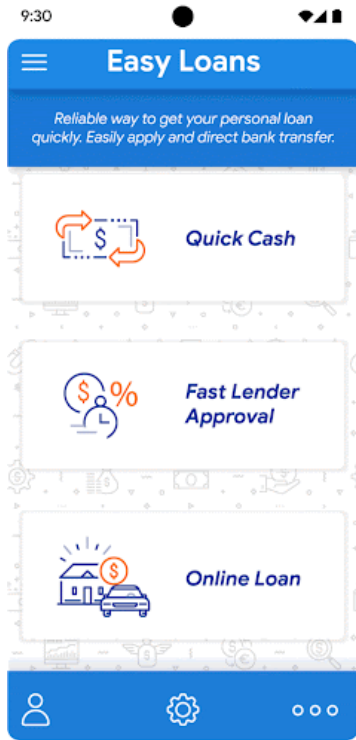 9:30
Easy Loans
Reliable way to get your personal loan
quickly. Easily apply and direct bank transfer.
$
Quick Cash
$ %
Fast Lender
Approval
$
Online Loan